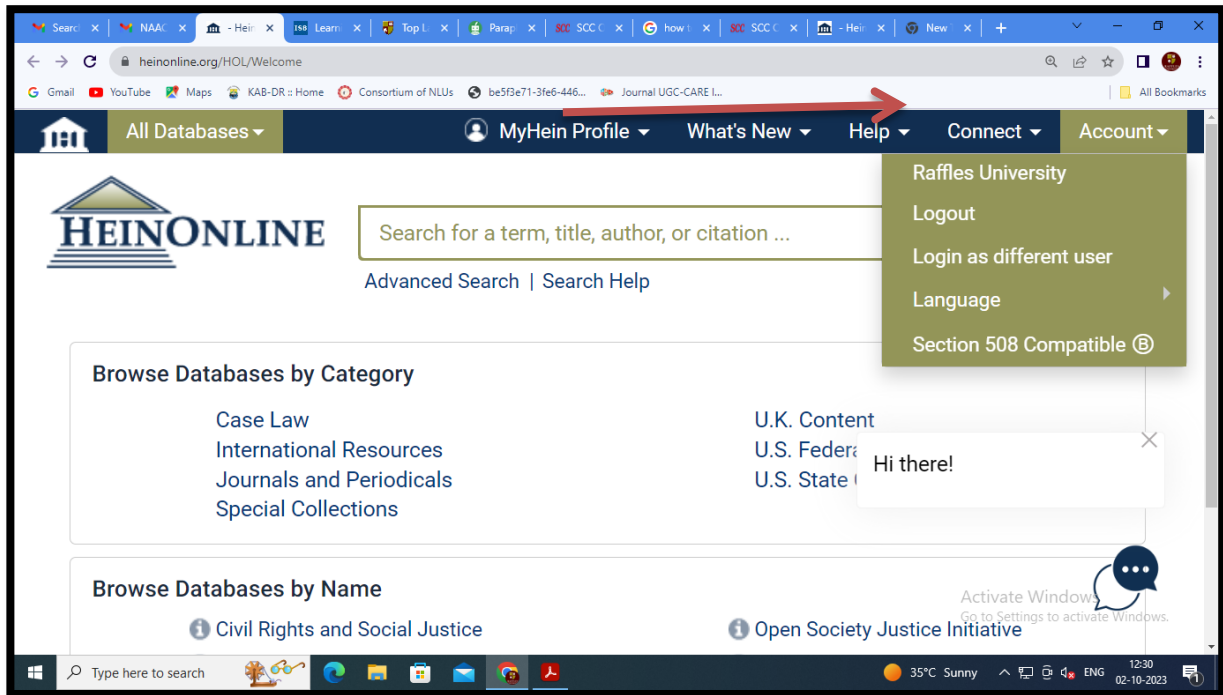 Searc
NAAC
- Hein
ISB Learn
Top L
Parap
SCC SCC C
how t
SCC SCC C
- Hein
New
heinonline.org/HOL/Welcome
Gmail YouTube Maps KAB-DR :: Home Consortium of NLUs be5f3e71-3fe6-446... Journal UGC-CARE l... All Bookmarks
All Databases MyHein Profile What's New Help Connect Account
Raffles University
Logout
Login as different user
Language
Section 508 Compatible Ⓑ
HEINONLINE
Search for a term, title, author, or citation ...
Advanced Search | Search Help
Browse Databases by Category
Case Law
International Resources
Journals and Periodicals
Special Collections
U.K. Content
U.S. Federa
U.S. State
Hi there!
Browse Databases by Name
Civil Rights and Social Justice
Open Society Justice Initiative
Activate Windows
Go to Settings to activate Windows.
Type here to search
35°C Sunny
ENG
12:30
02-10-2023
1